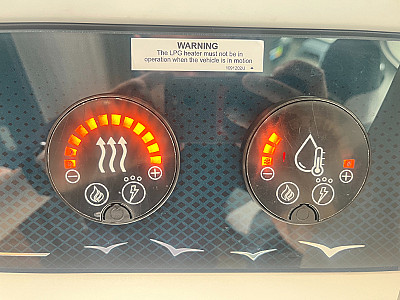 WARNING
The LPG heater must not be in
operation when the vehicle is in motion